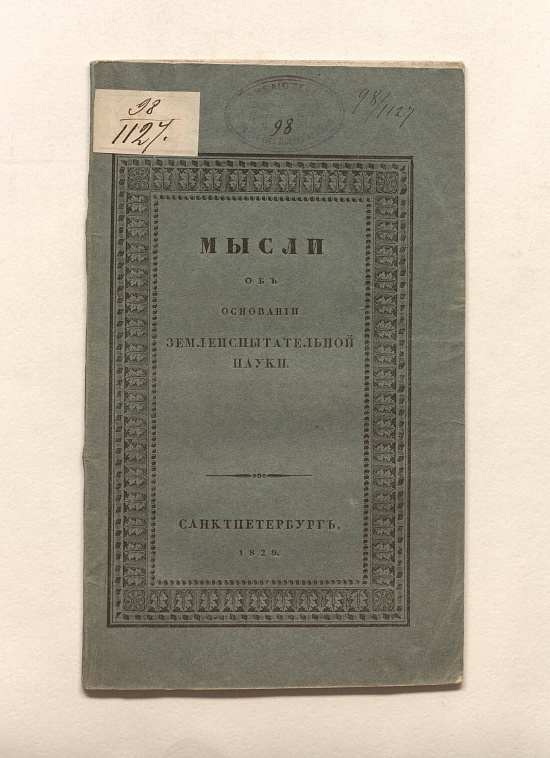 98
1127.
98
98/1127
МЫСЛИ
ОБЪ
ОСНОВАНІИ
ЗЕМЛЕИСПЫТАТЕЛЬНОЙ
НАУКИ.
САНКТПЕТЕРБУРГЪ,
1829.